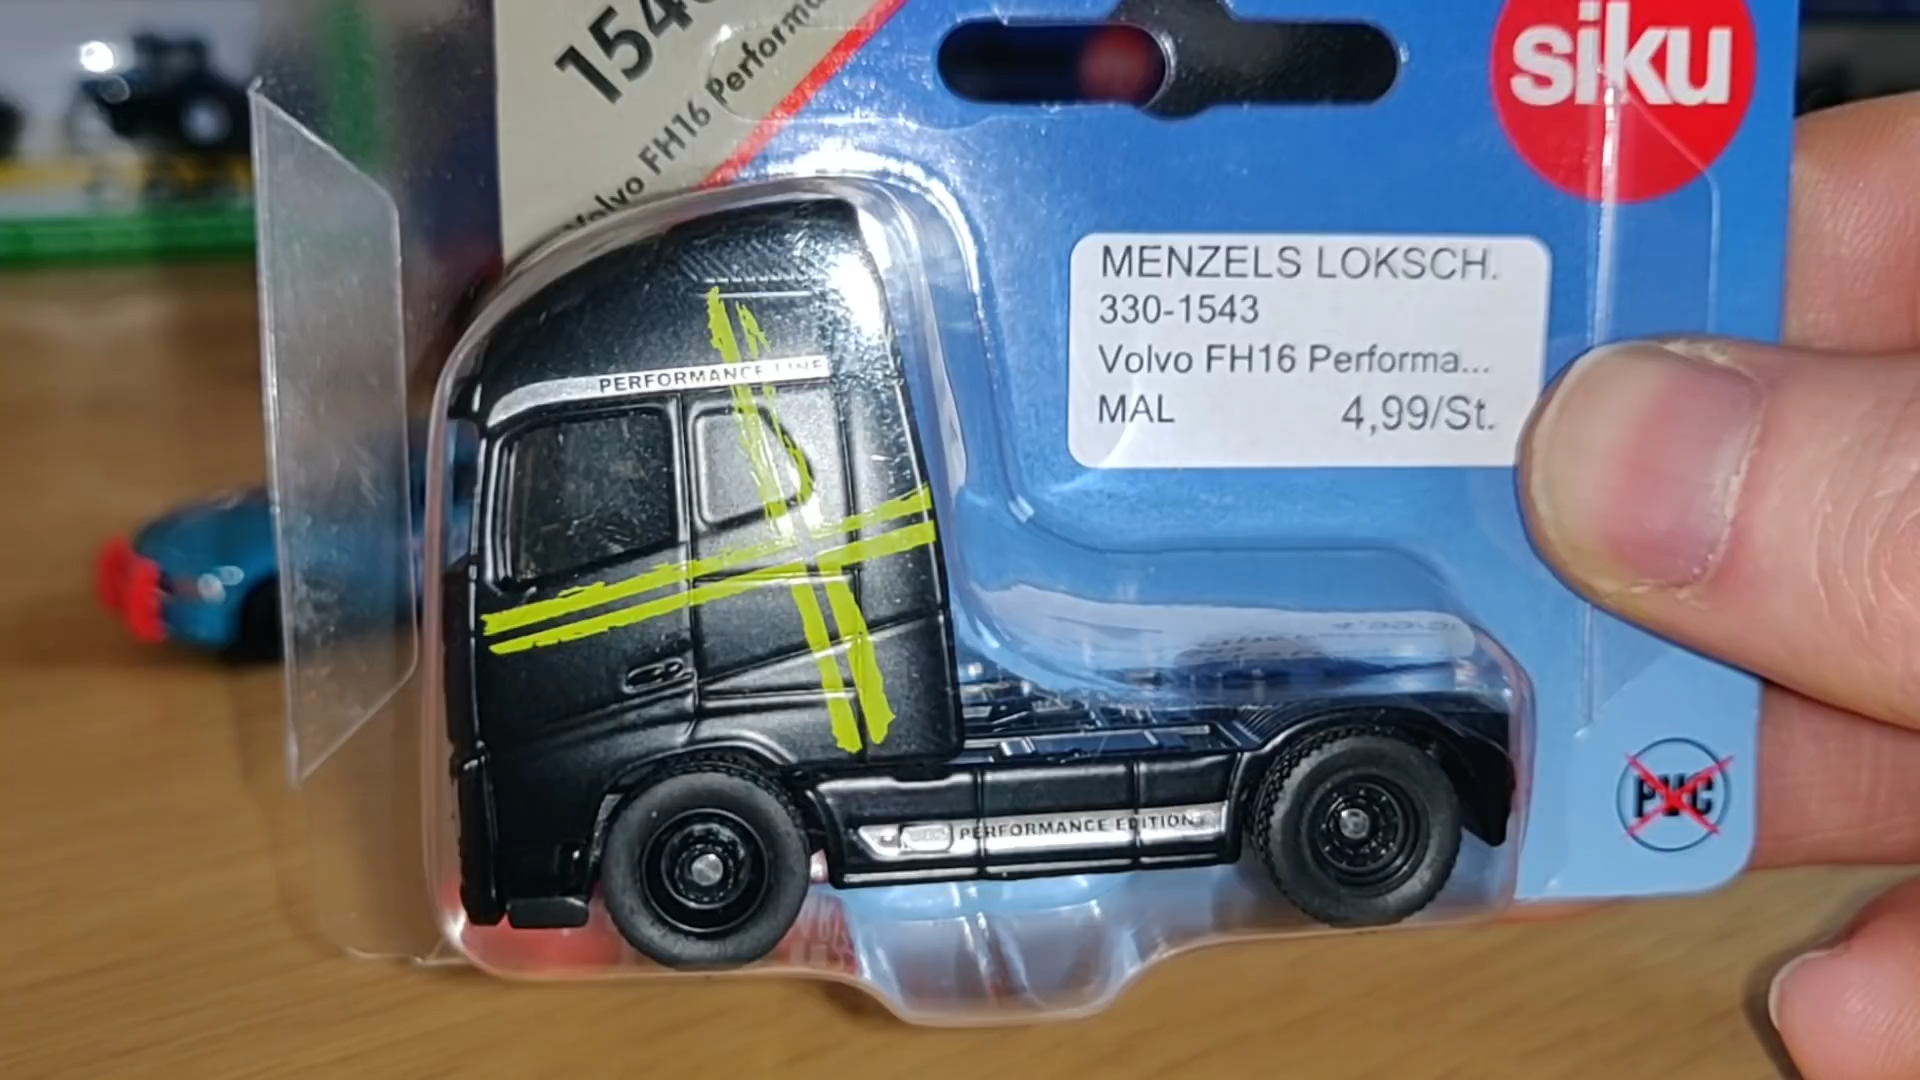 154
Volvo FH16 Performa
siku
MENZELS LOKSCH.
330-1543
Volvo FH16 Performa...
MAL 4,99/St.
PERFORMANCE LINE
PERFORMANCE EDITION
PVC